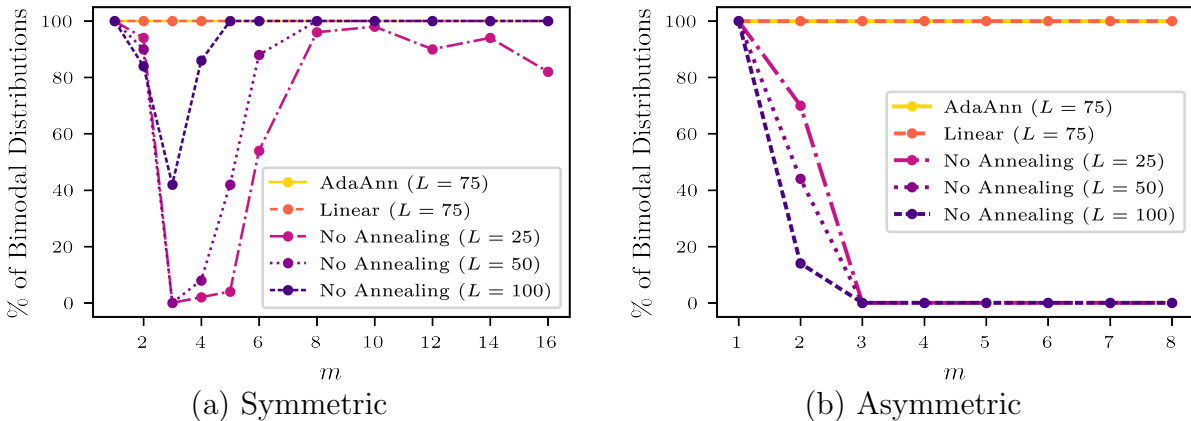 % of Bimodal Distributions
100
80
60
40
20
0
AdaAnn (L = 75)
Linear (L = 75)
No Annealing (L = 25)
No Annealing (L = 50)
No Annealing (L = 100)
2 4 6 8 10 12 14 16
m
(a) Symmetric
% of Bimodal Distributions
100
80
60
40
20
0
AdaAnn (L = 75)
Linear (L = 75)
No Annealing (L = 25)
No Annealing (L = 50)
No Annealing (L = 100)
1 2 3 4 5 6 7 8
m
(b) Asymmetric